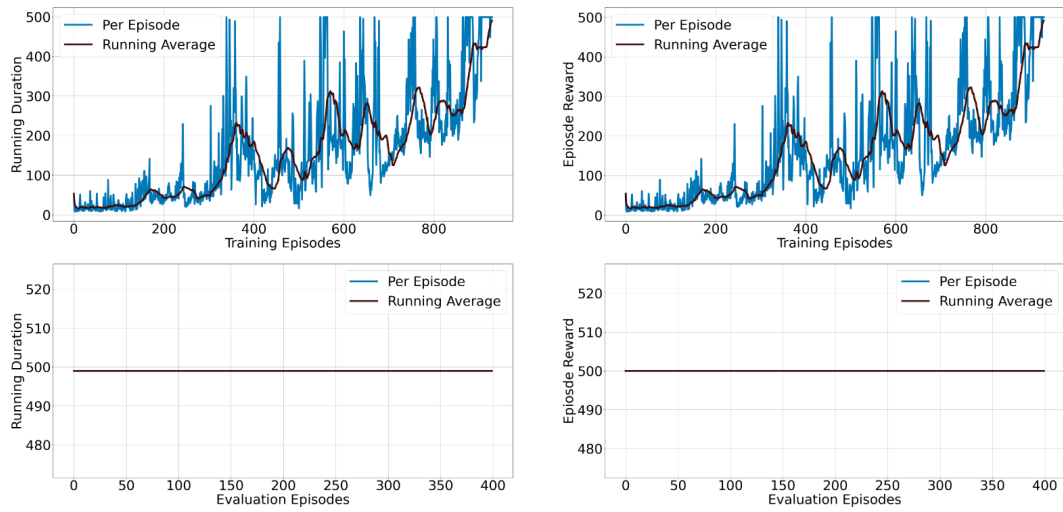 Per Episode
Running Average
Running Duration
500
400
300
200
100
0
0 200 400 600 800
Training Episodes
Per Episode
Running Average
Epiosde Reward
500
400
300
200
100
0
0 200 400 600 800
Training Episodes
Per Episode
Running Average
Running Duration
520
510
500
490
480
0 50 100 150 200 250 300 350 400
Evaluation Episodes
Per Episode
Running Average
Epiosde Reward
520
510
500
490
480
0 50 100 150 200 250 300 350 400
Evaluation Episodes